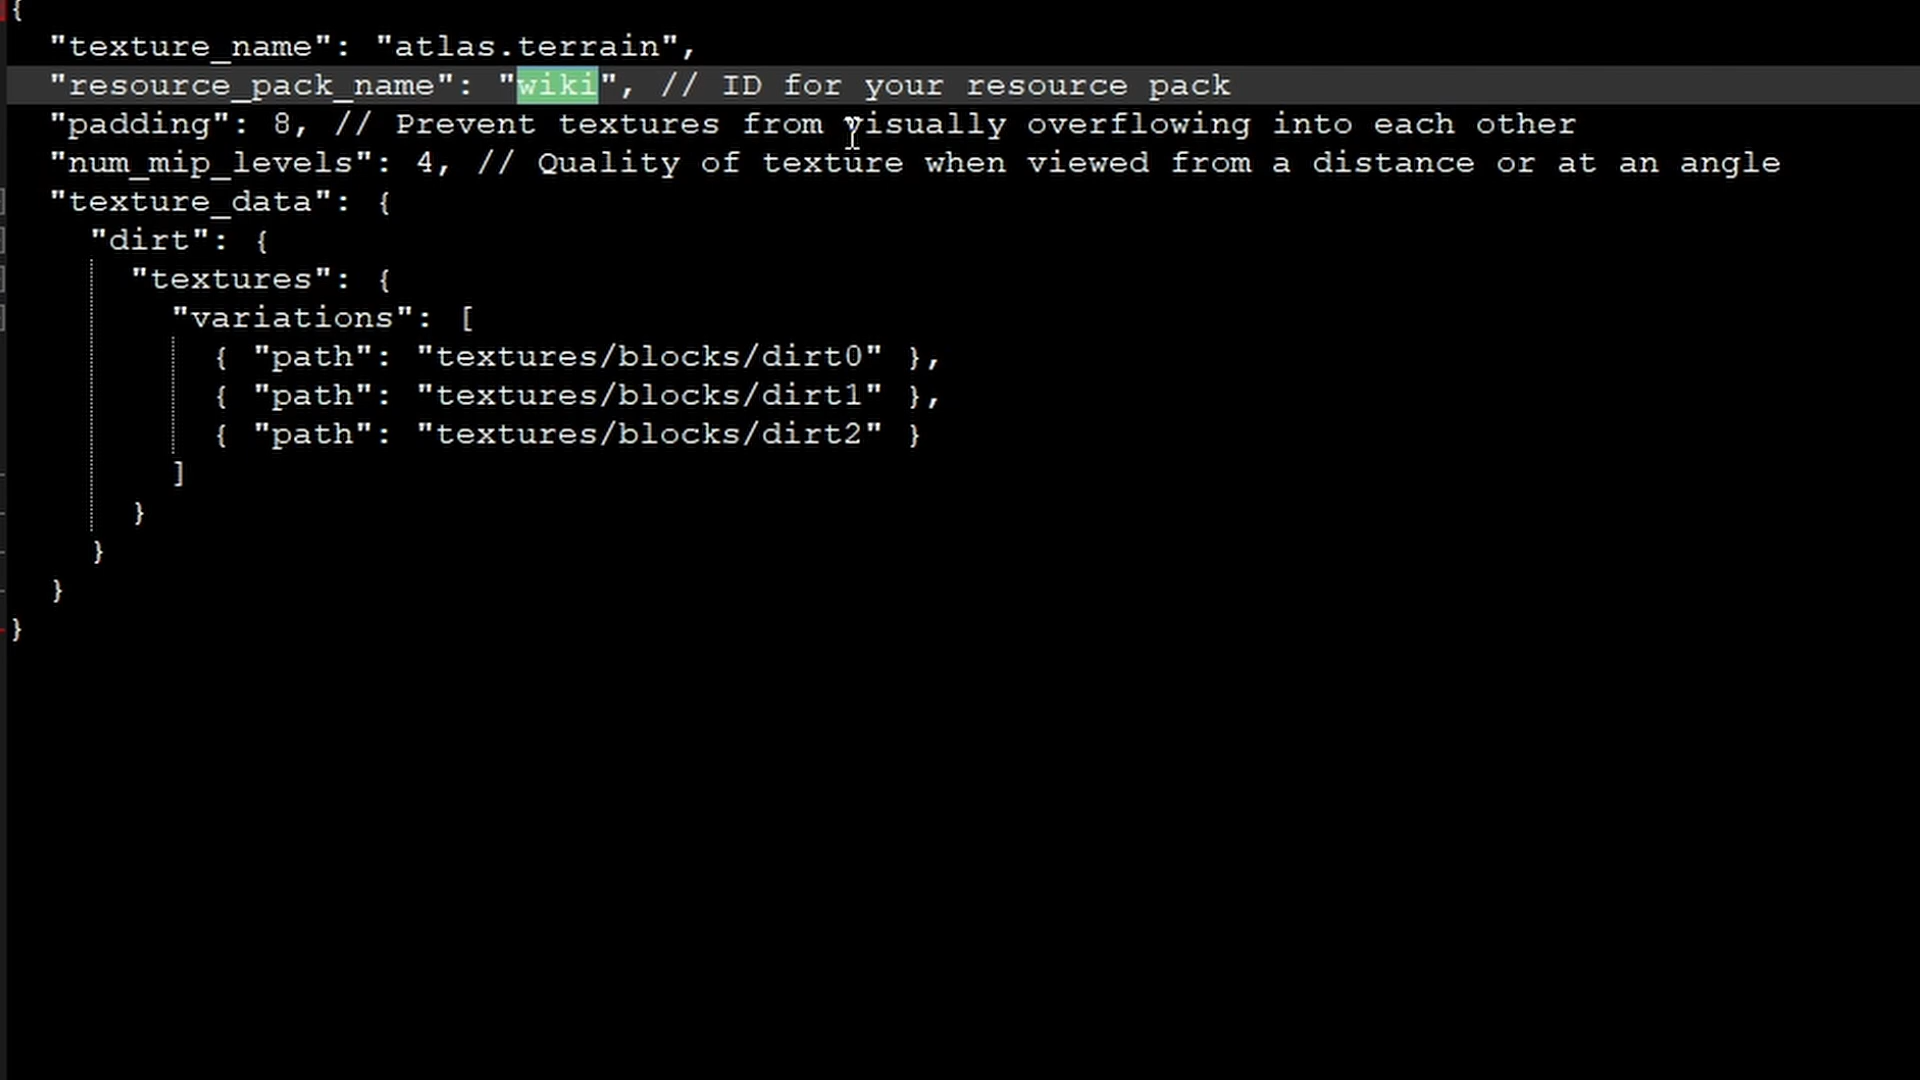 {
"texture_name": "atlas.terrain",
"resource_pack_name": "wiki", // ID for your resource pack
"padding": 8, // Prevent textures from visually overflowing into each other
"num_mip_levels": 4, // Quality of texture when viewed from a distance or at an angle
"texture_data": {
"dirt": {
"textures": {
"variations": [
{ "path": "textures/blocks/dirt0" },
{ "path": "textures/blocks/dirt1" },
{ "path": "textures/blocks/dirt2" }
]
}
}
}
}